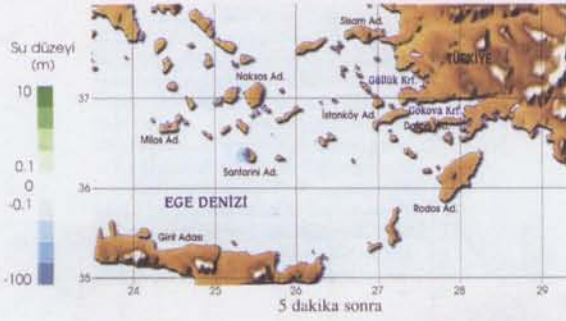 Su düzeyi
(m)
10
0.1
0
-0.1
-100
37
36
35
24
25
26
27
28
29
Sisam Ad.
TÜRKİYE
Güllük Krf.
Naksos Ad.
İstanköy Ad.
Gökova Krf.
Datça Yad.
Milos Ad.
Santorini Ad.
Rodos Ad.
EGE DENİZİ
Girit Adası
5 dakika sonra